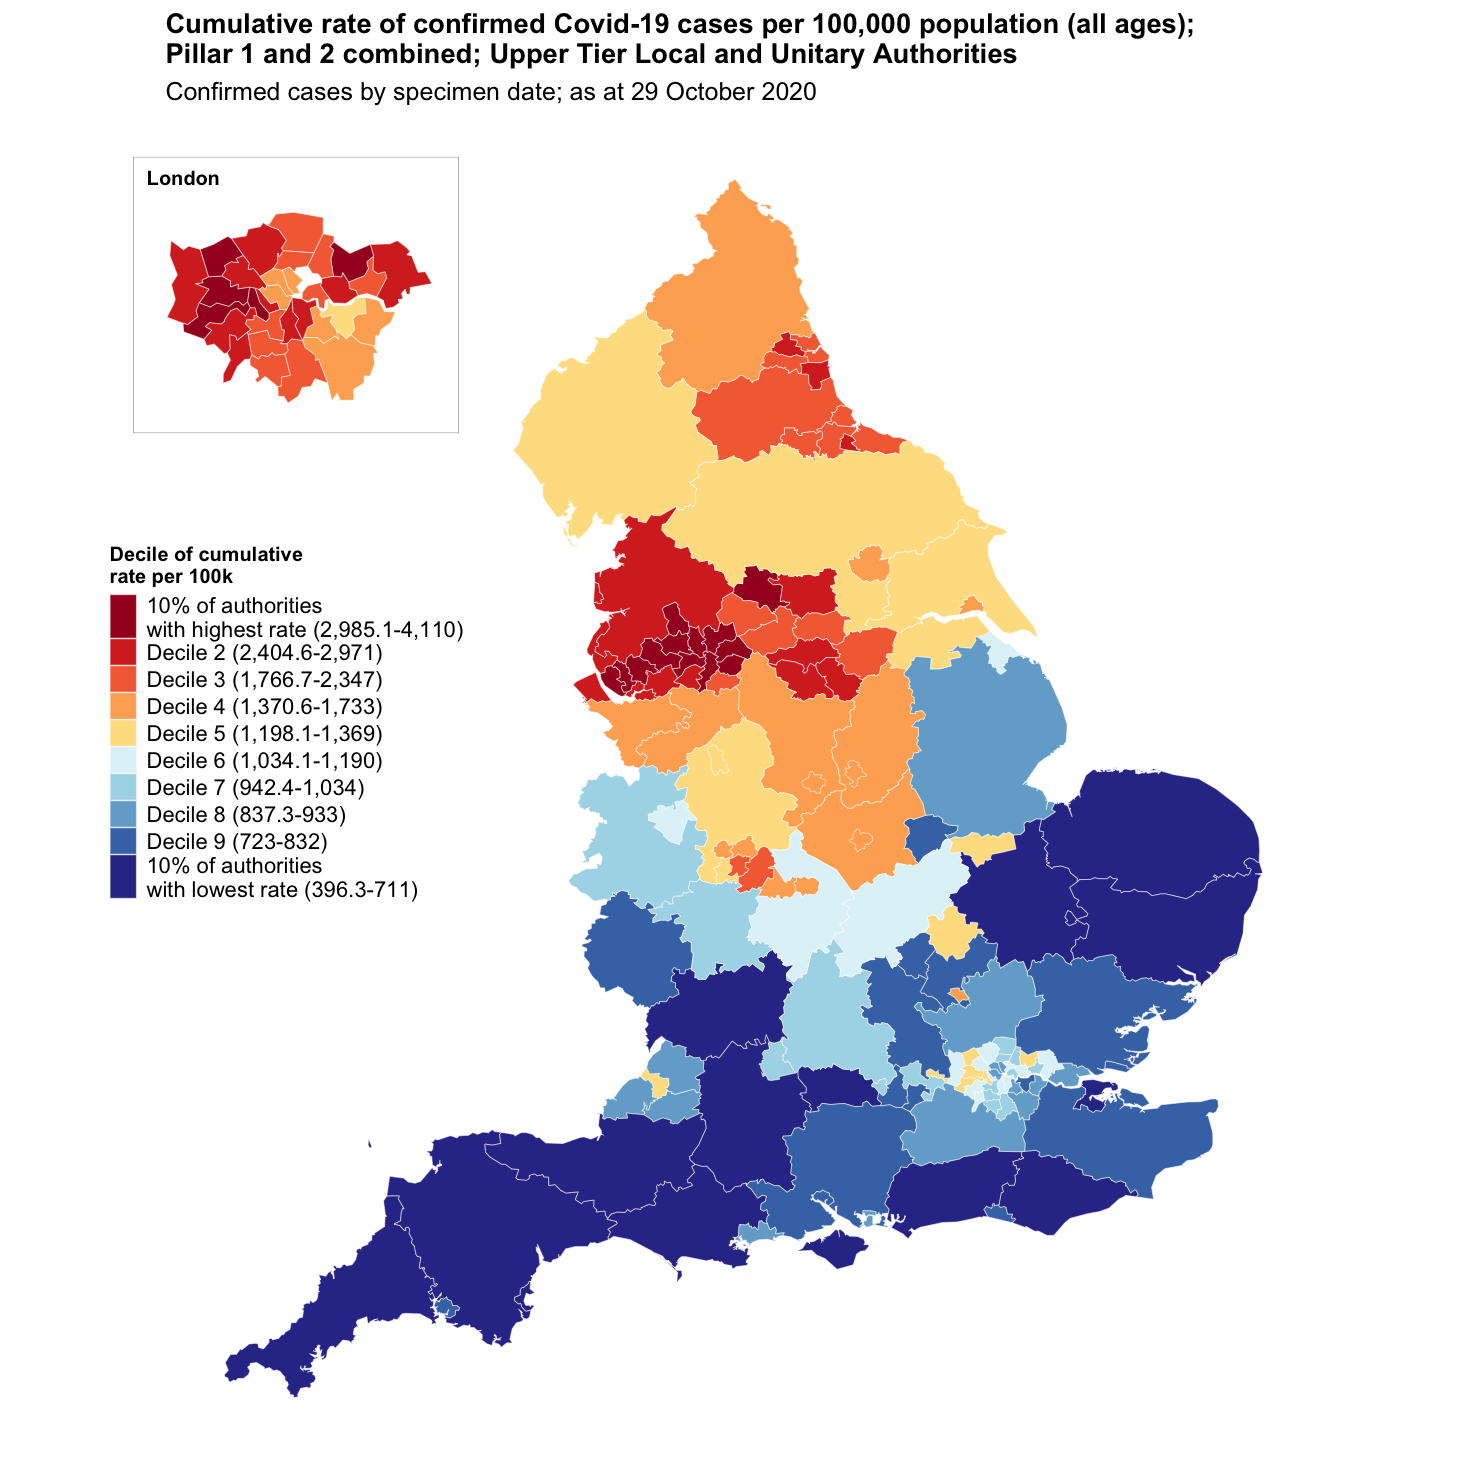 Cumulative rate of confirmed Covid-19 cases per 100,000 population (all ages);
Pillar 1 and 2 combined; Upper Tier Local and Unitary Authorities
Confirmed cases by specimen date; as at 29 October 2020
London
Decile of cumulative
rate per 100k
10% of authorities
with highest rate (2,985.1-4,110)
Decile 2 (2,404.6-2,971)
Decile 3 (1,766.7-2,347)
Decile 4 (1,370.6-1,733)
Decile 5 (1,198.1-1,369)
Decile 6 (1,034.1-1,190)
Decile 7 (942.4-1,034)
Decile 8 (837.3-933)
Decile 9 (723-832)
10% of authorities
with lowest rate (396.3-711)